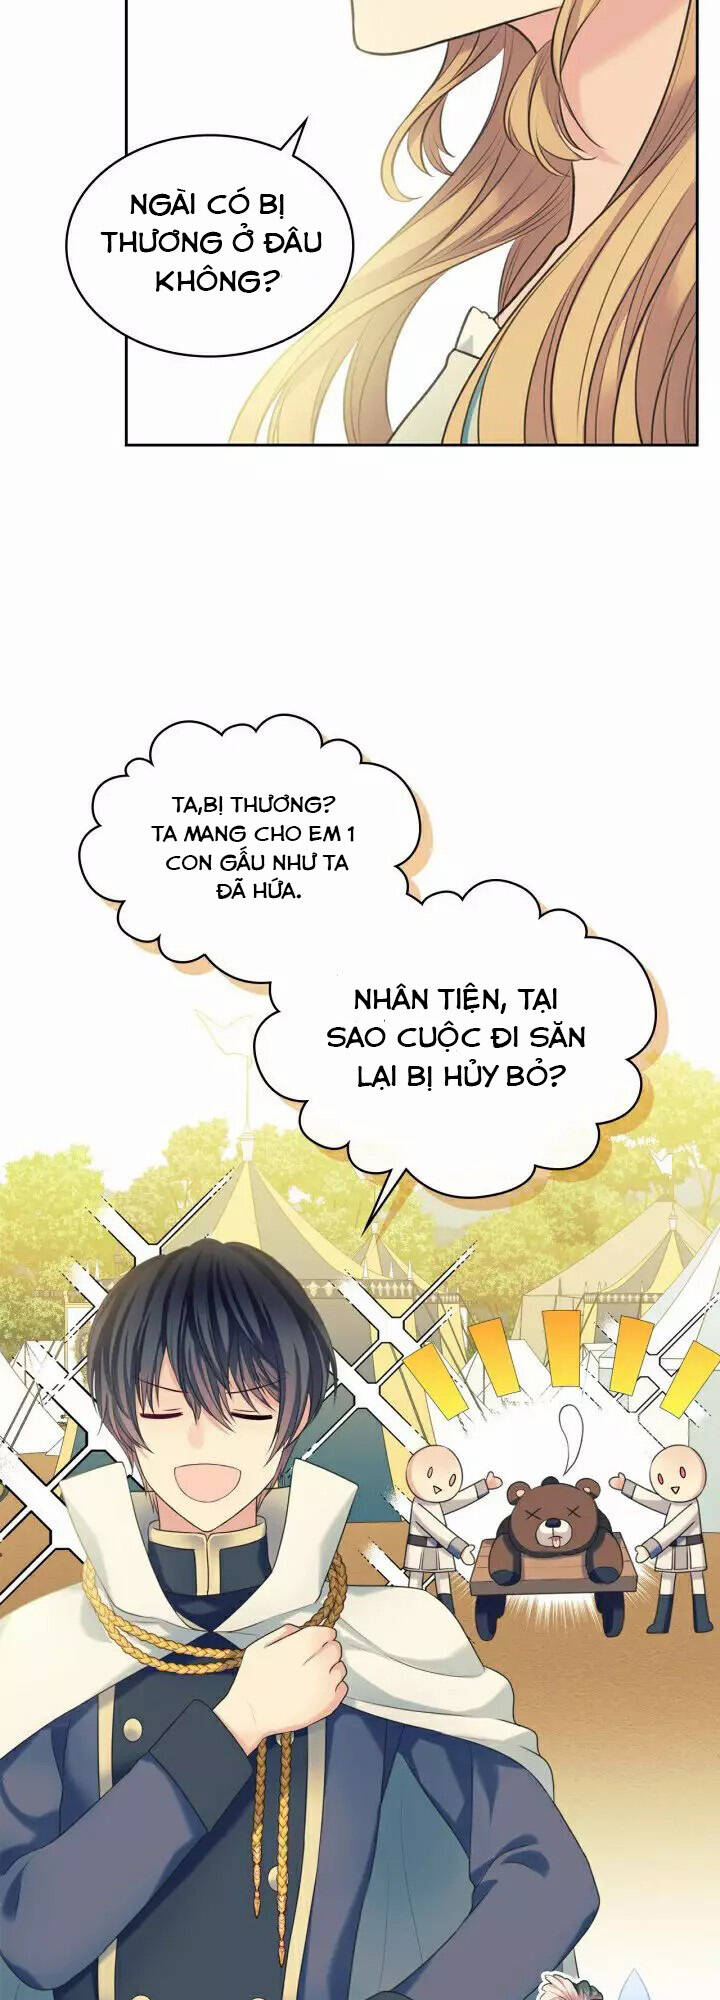 NGÀI CÓ BỊ
THƯƠNG Ở ĐÂU
KHÔNG?
TA,BỊ THƯƠNG?
TA MANG CHO EM 1
CON GẤU NHƯ TA
ĐÃ HỨA.
NHÂN TIỆN, TẠI
SAO CUỘC ĐI SĂN
LẠI BỊ HỦY BỎ?